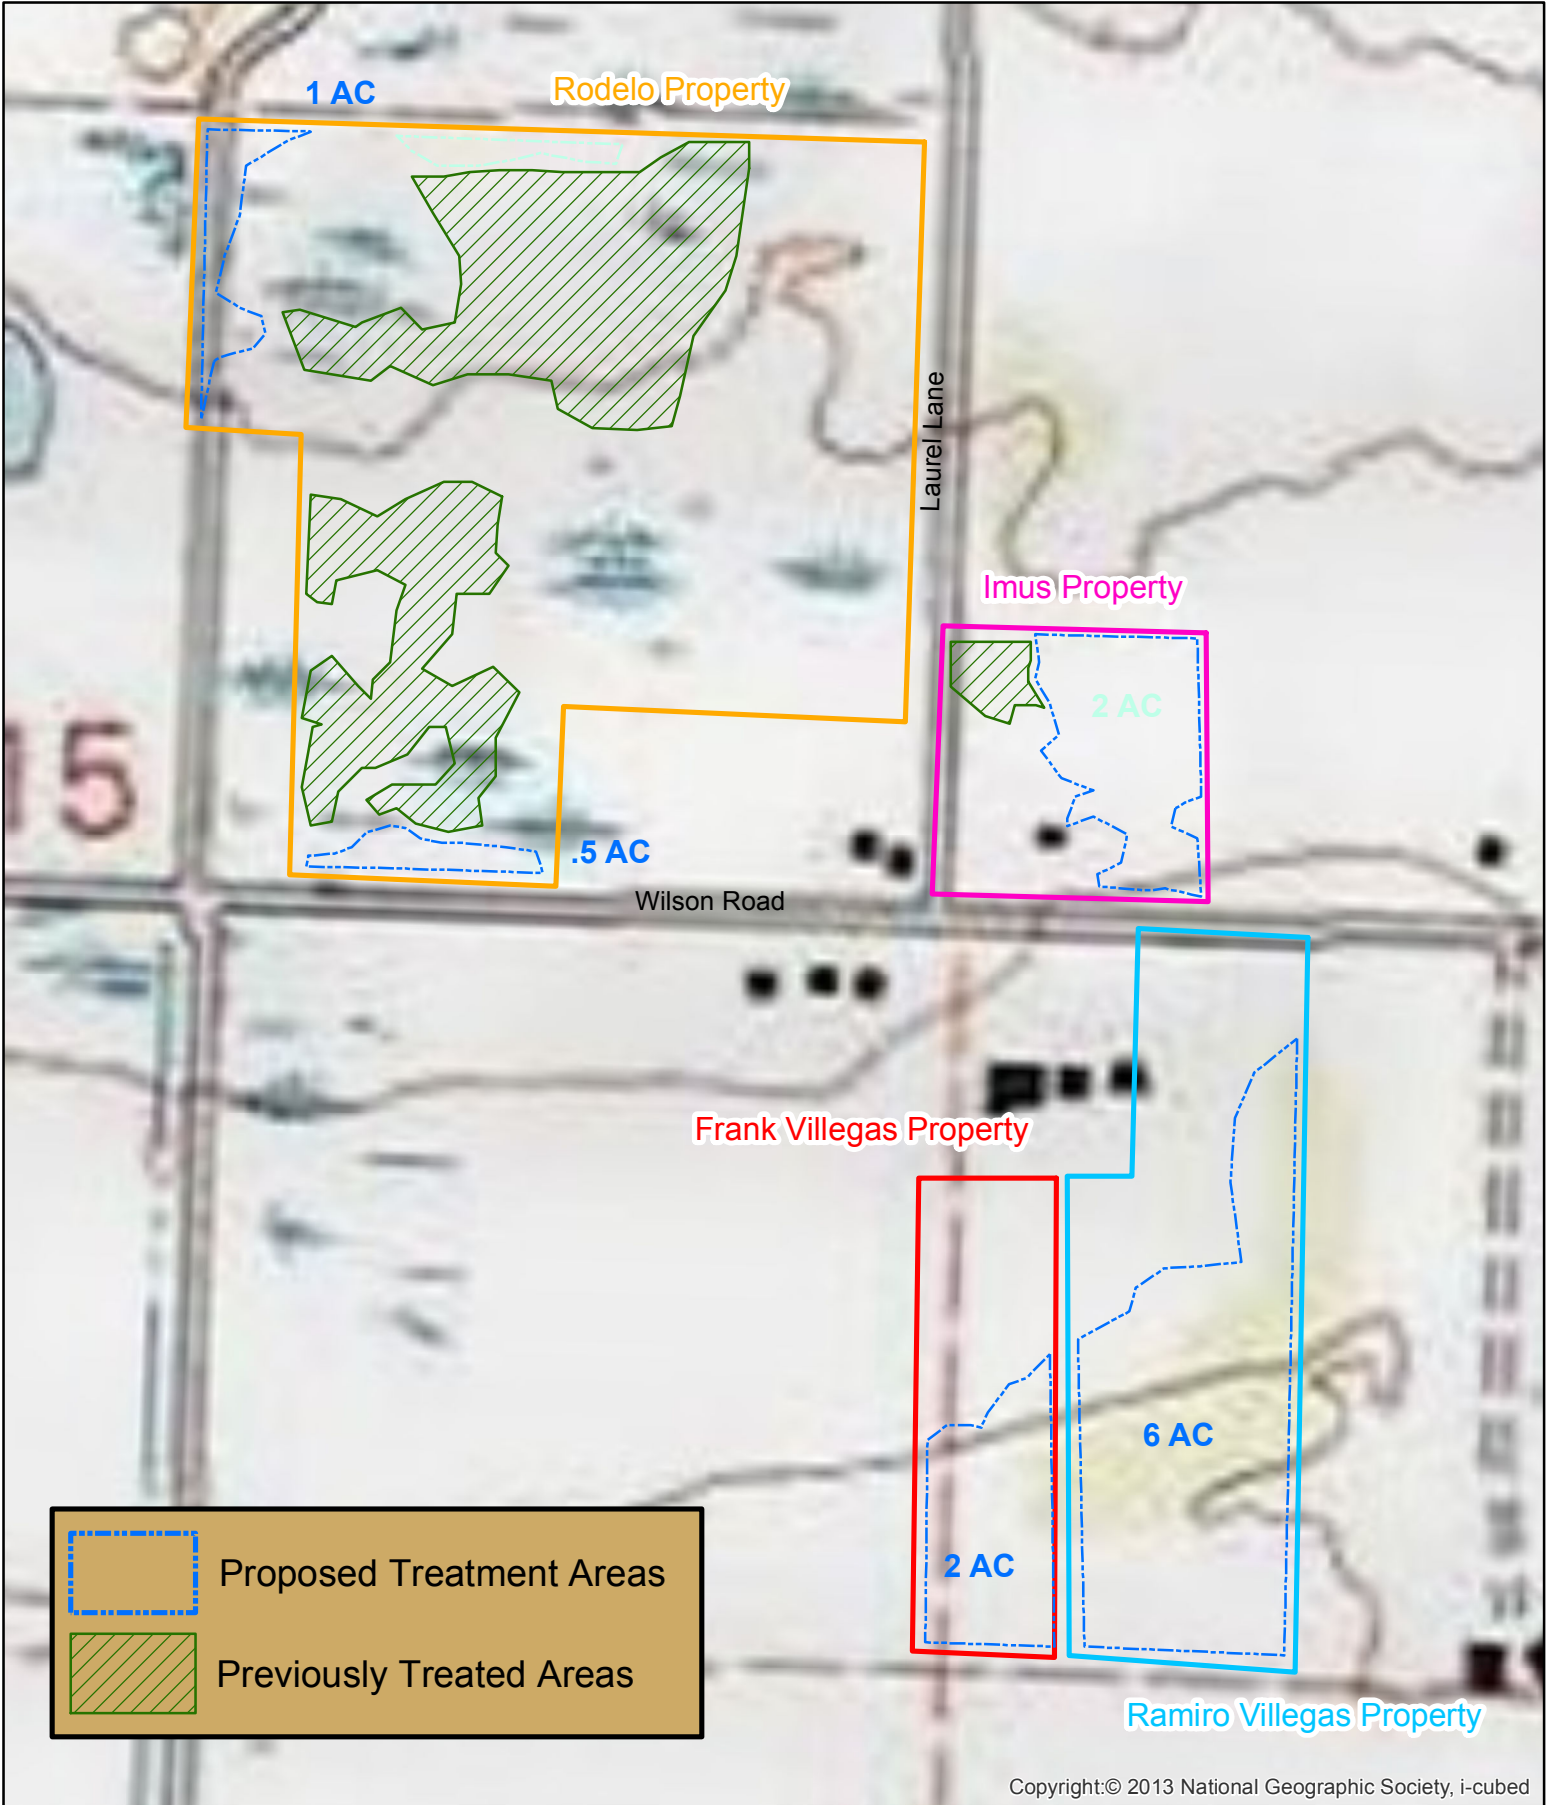 1 AC
Rodelo Property
Laurel Lane
Imus Property
2 AC
15
.5 AC
Wilson Road
Frank Villegas Property
6 AC
2 AC
Proposed Treatment Areas
Previously Treated Areas
Ramiro Villegas Property
Copyright:© 2013 National Geographic Society, i-cubed